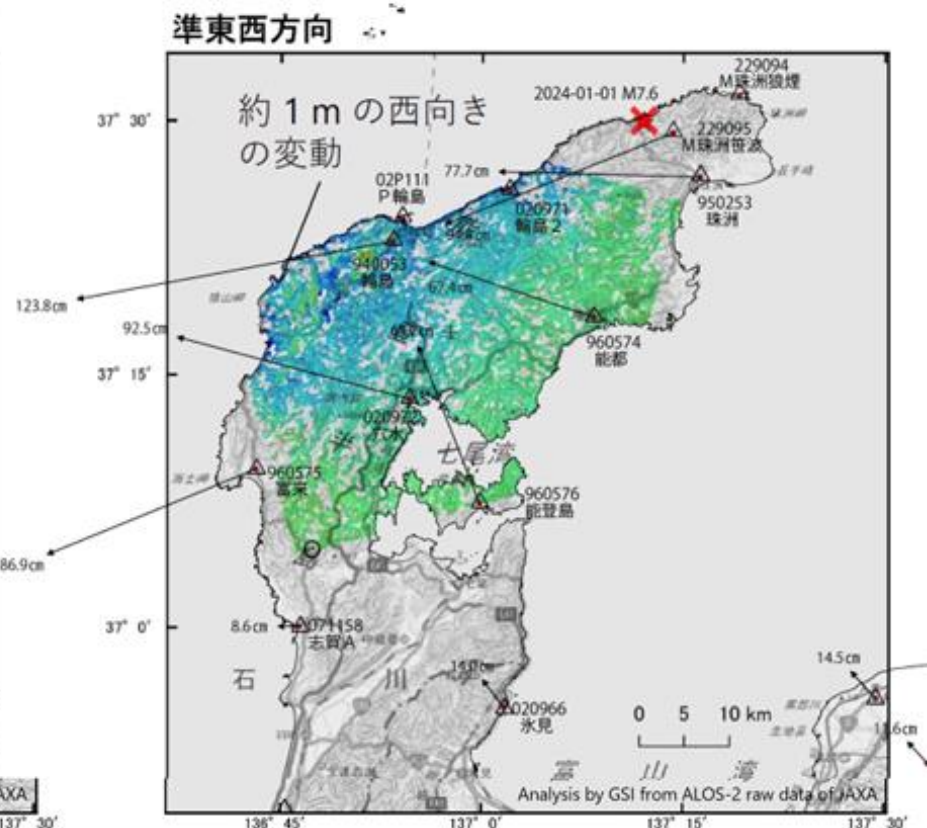 準東西方向
約1mの西向き
の変動
37° 30'
37° 15'
37° 0'
2024-01-01 M7.6
229094
M珠洲狼煙
229095
M珠洲笹波
77.7cm
950253
珠洲
02P111
P輪島
020971
輪島2
940053
輪島
123.8cm
67.4cm
92.5cm
960574
能都
020972
穴水
七尾湾
960575
富来
960576
能登島
86.9cm
8.6cm
071158
志賀A
石 川
020966
氷見
14.5cm
0 5 10 km
富 山 湾
Analysis by GSI from ALOS-2 raw data of JAXA
JAXA
137° 30'
136° 45'
137° 0'
137° 15'
137° 30'